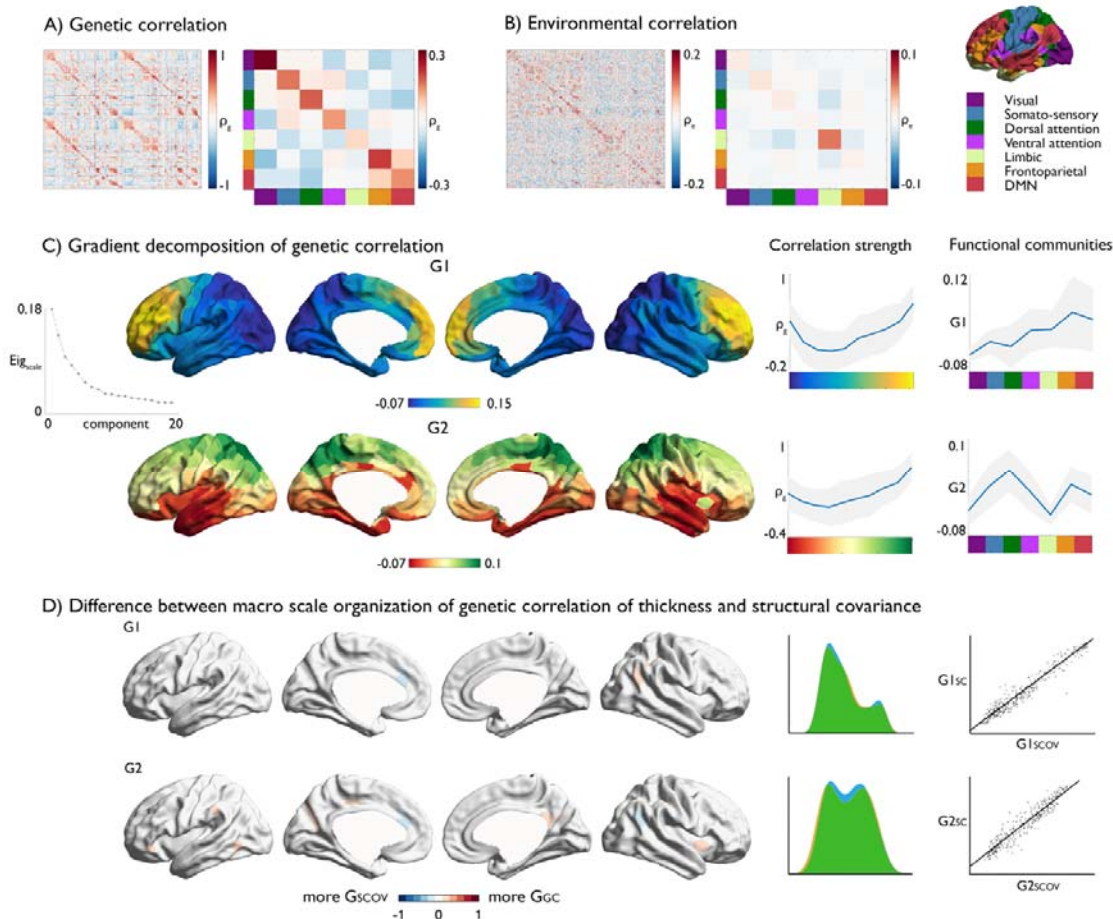 A) Genetic correlation
B) Environmental correlation
1
ρg
-1
0.3
ρg
-0.3
0.2
ρe
-0.2
0.1
ρe
-0.1
Visual
Somato-sensory
Dorsal attention
Ventral attention
Limbic
Frontoparietal
DMN
C) Gradient decomposition of genetic correlation
Correlation strength
Functional communities
0.18
Eigscale
0
0
component
20
G1
-0.07
0.15
1
ρg
-0.2
0.12
G1
-0.08
G2
-0.07
0.1
1
ρg
-0.4
0.1
G2
-0.08
D) Difference between macro scale organization of genetic correlation of thickness and structural covariance
G1
G1SC
G1SCOV
G2
G2SC
G2SCOV
more GSCOV
more GGC
-1
0
1